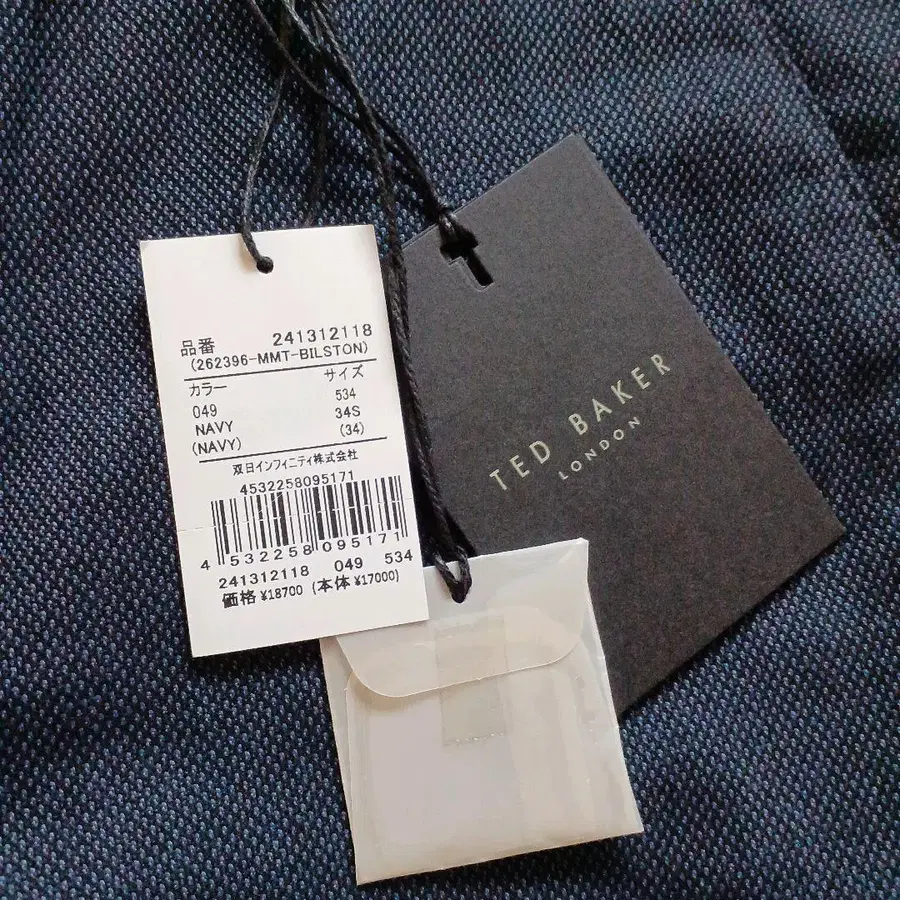 品番 241312118
(262396-MMT-BILSTON)
カラー サイズ
049 534
NAVY 34S
(NAVY) (34)
双日インフィニティ株式会社
4532258095171
4 532258 095171
241312118 049 534
価格 ¥18700 (本体 ¥17000)
TED BAKER
LONDON